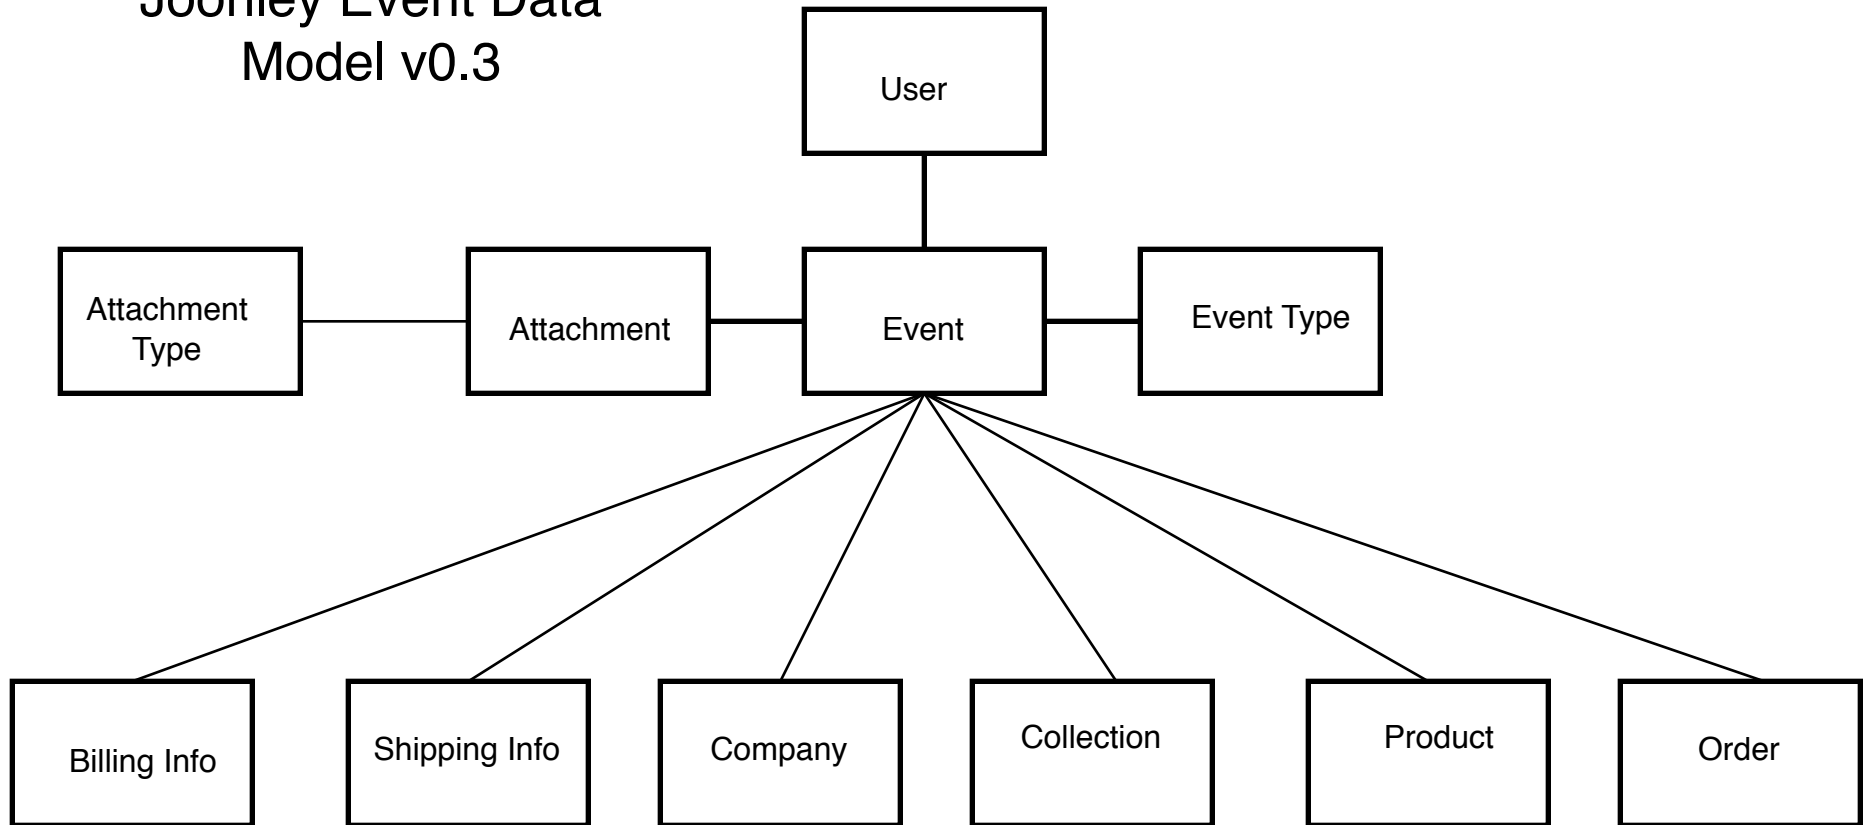 Joonley Event Data
Model v0.3
User
Attachment
Type
Attachment
Event
Event Type
Billing Info
Shipping Info
Company
Collection
Product
Order